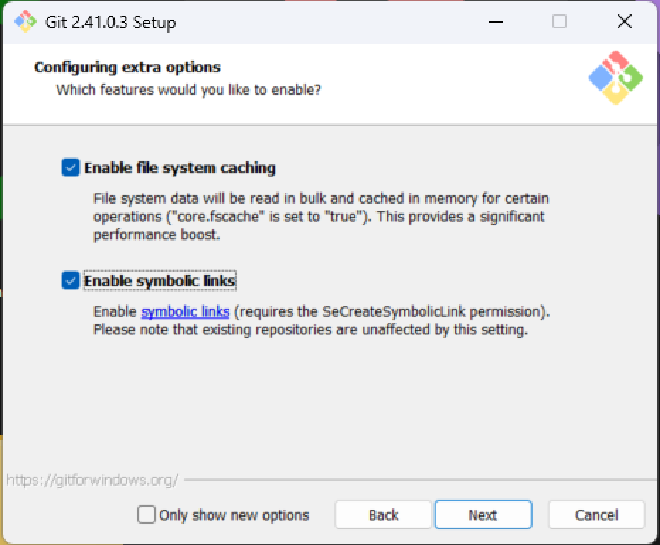 Git 2.41.0.3 Setup
Configuring extra options
Which features would you like to enable?
Enable file system caching
File system data will be read in bulk and cached in memory for certain
operations ("core.fscache" is set to "true"). This provides a significant
performance boost.
Enable symbolic links
Enable symbolic links (requires the SeCreateSymbolicLink permission).
Please note that existing repositories are unaffected by this setting.
https://gitforwindows.org/
Only show new options
Back
Next
Cancel